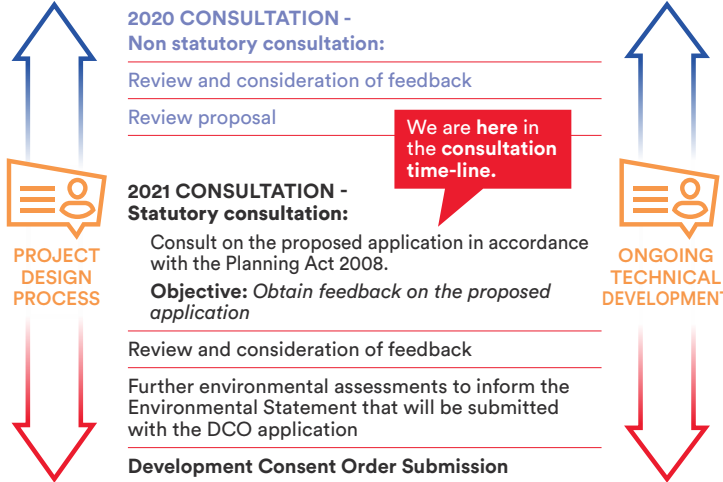 2020 CONSULTATION -
Non statutory consultation:
Review and consideration of feedback
Review proposal
We are here in
the consultation
time-line.
2021 CONSULTATION -
Statutory consultation:
Consult on the proposed application in accordance
with the Planning Act 2008.
Objective: Obtain feedback on the proposed
application
PROJECT
DESIGN
PROCESS
ONGOING
TECHNICAL
DEVELOPMENT
Review and consideration of feedback
Further environmental assessments to inform the
Environmental Statement that will be submitted
with the DCO application
Development Consent Order Submission